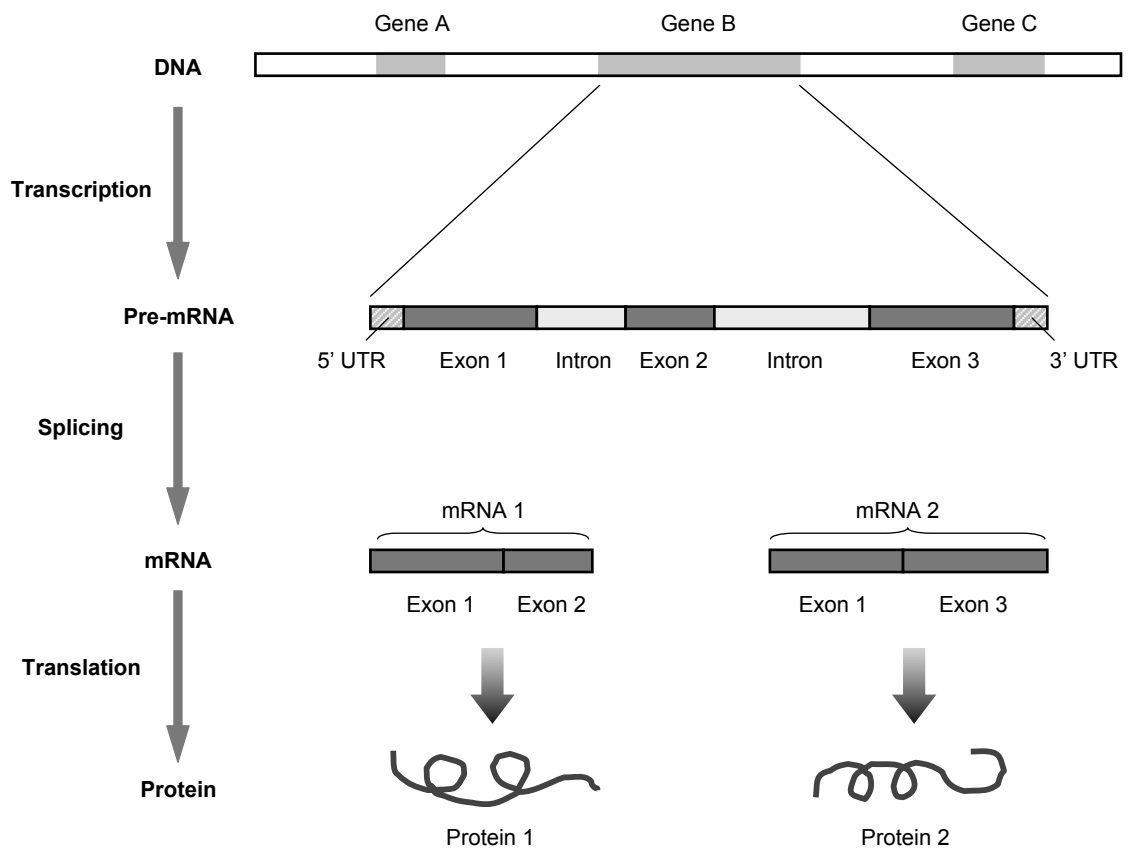 Gene A Gene B Gene C
DNA
Transcription
Pre-mRNA
5’ UTR Exon 1 Intron Exon 2 Intron Exon 3 3’ UTR
Splicing
mRNA 1 mRNA 2
mRNA
Exon 1 Exon 2 Exon 1 Exon 3
Translation
Protein
Protein 1 Protein 2